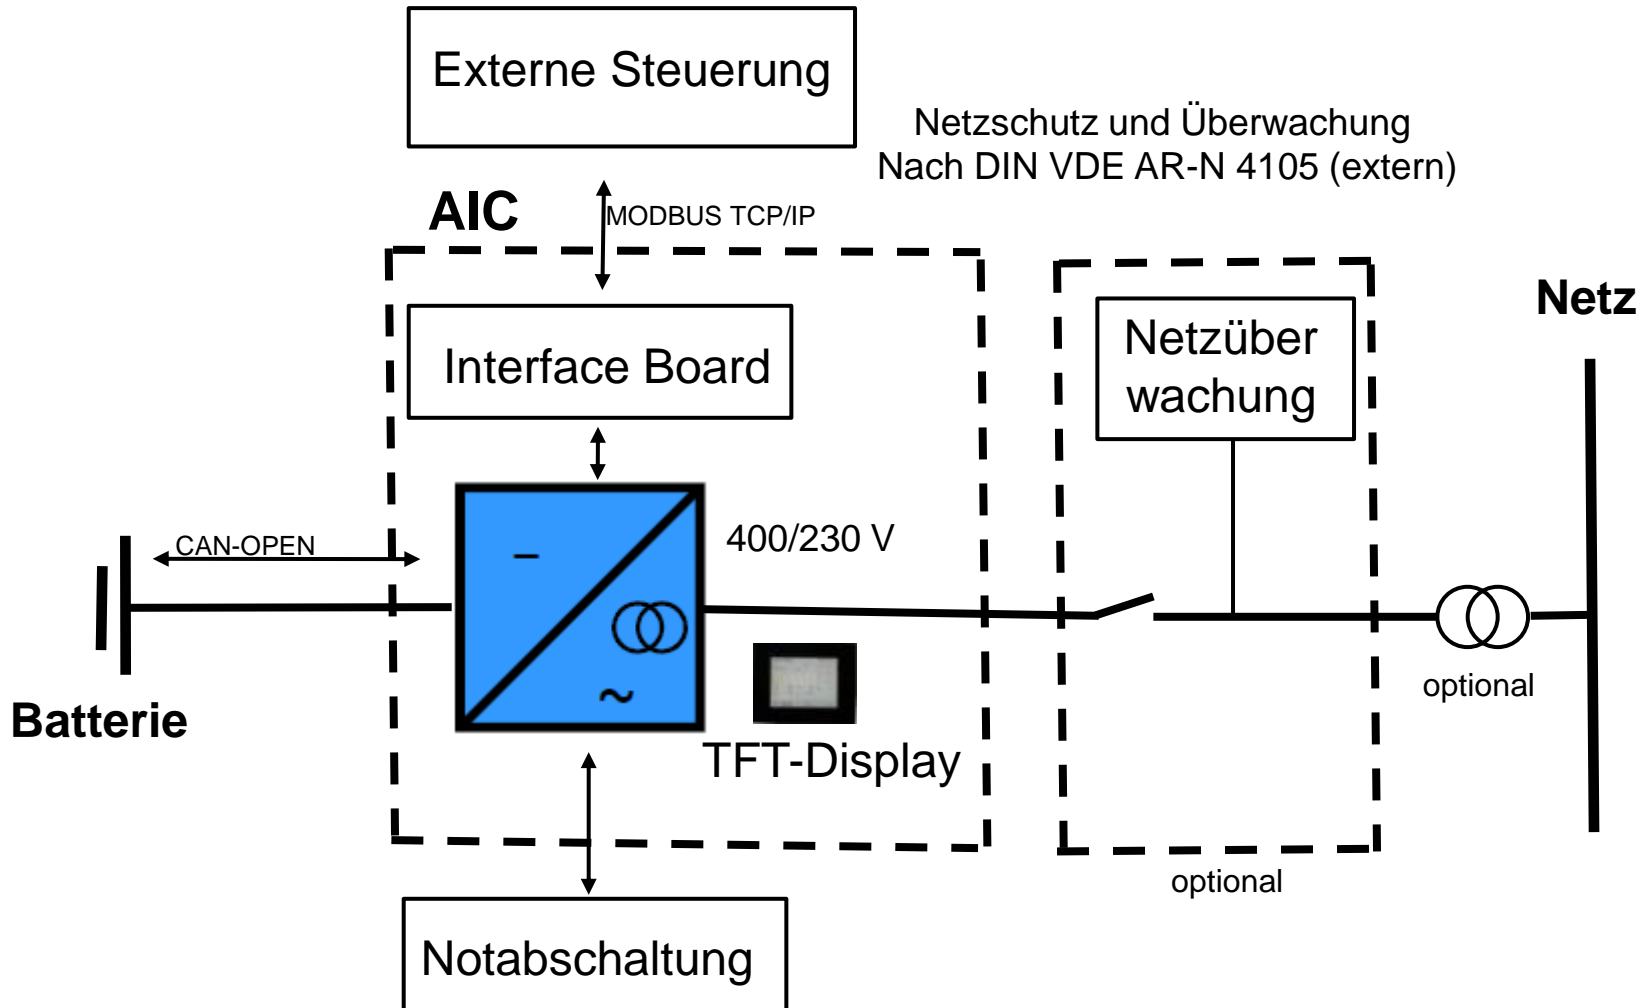 Externe Steuerung
Netzschutz und Überwachung
Nach DIN VDE AR-N 4105 (extern)
AIC
MODBUS TCP/IP
Netz
Interface Board
Netzüber
wachung
CAN-OPEN
–
400/230 V
~
Batterie
TFT-Display
optional
optional
Notabschaltung